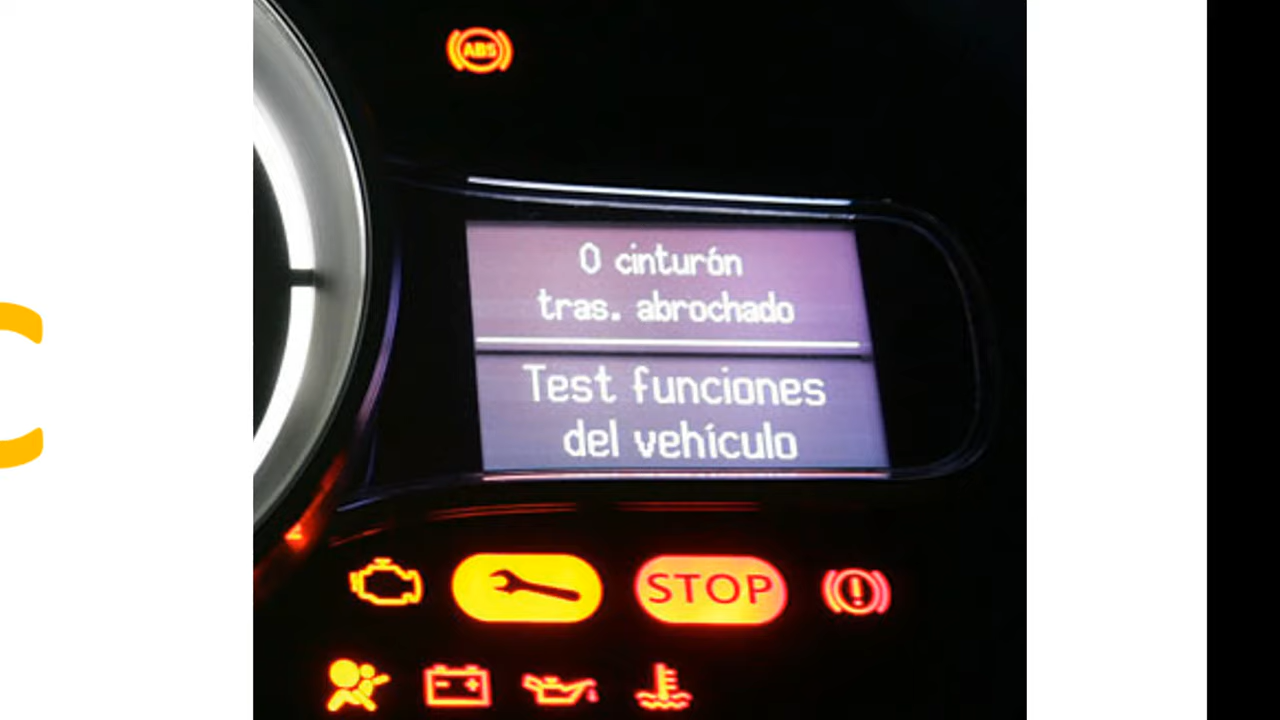 ABS
0 cinturón
tras. abrochado
Test funciones
del vehículo
STOP